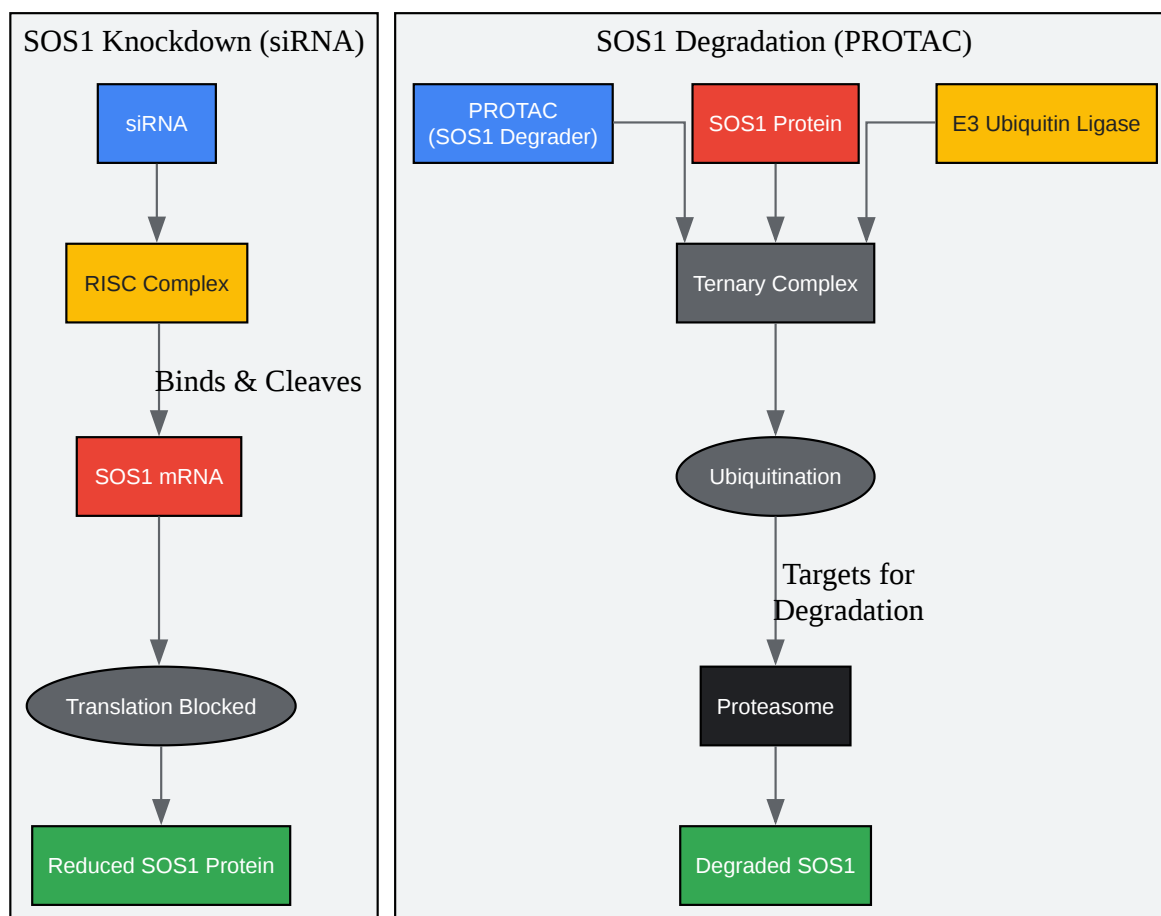 SOS1 Knockdown (siRNA)
siRNA
RISC Complex
Binds & Cleaves
SOS1 mRNA
Translation Blocked
Reduced SOS1 Protein
SOS1 Degradation (PROTAC)
PROTAC
(SOS1 Degrader)
SOS1 Protein
E3 Ubiquitin Ligase
Ternary Complex
Ubiquitination
Targets for
Degradation
Proteasome
Degraded SOS1